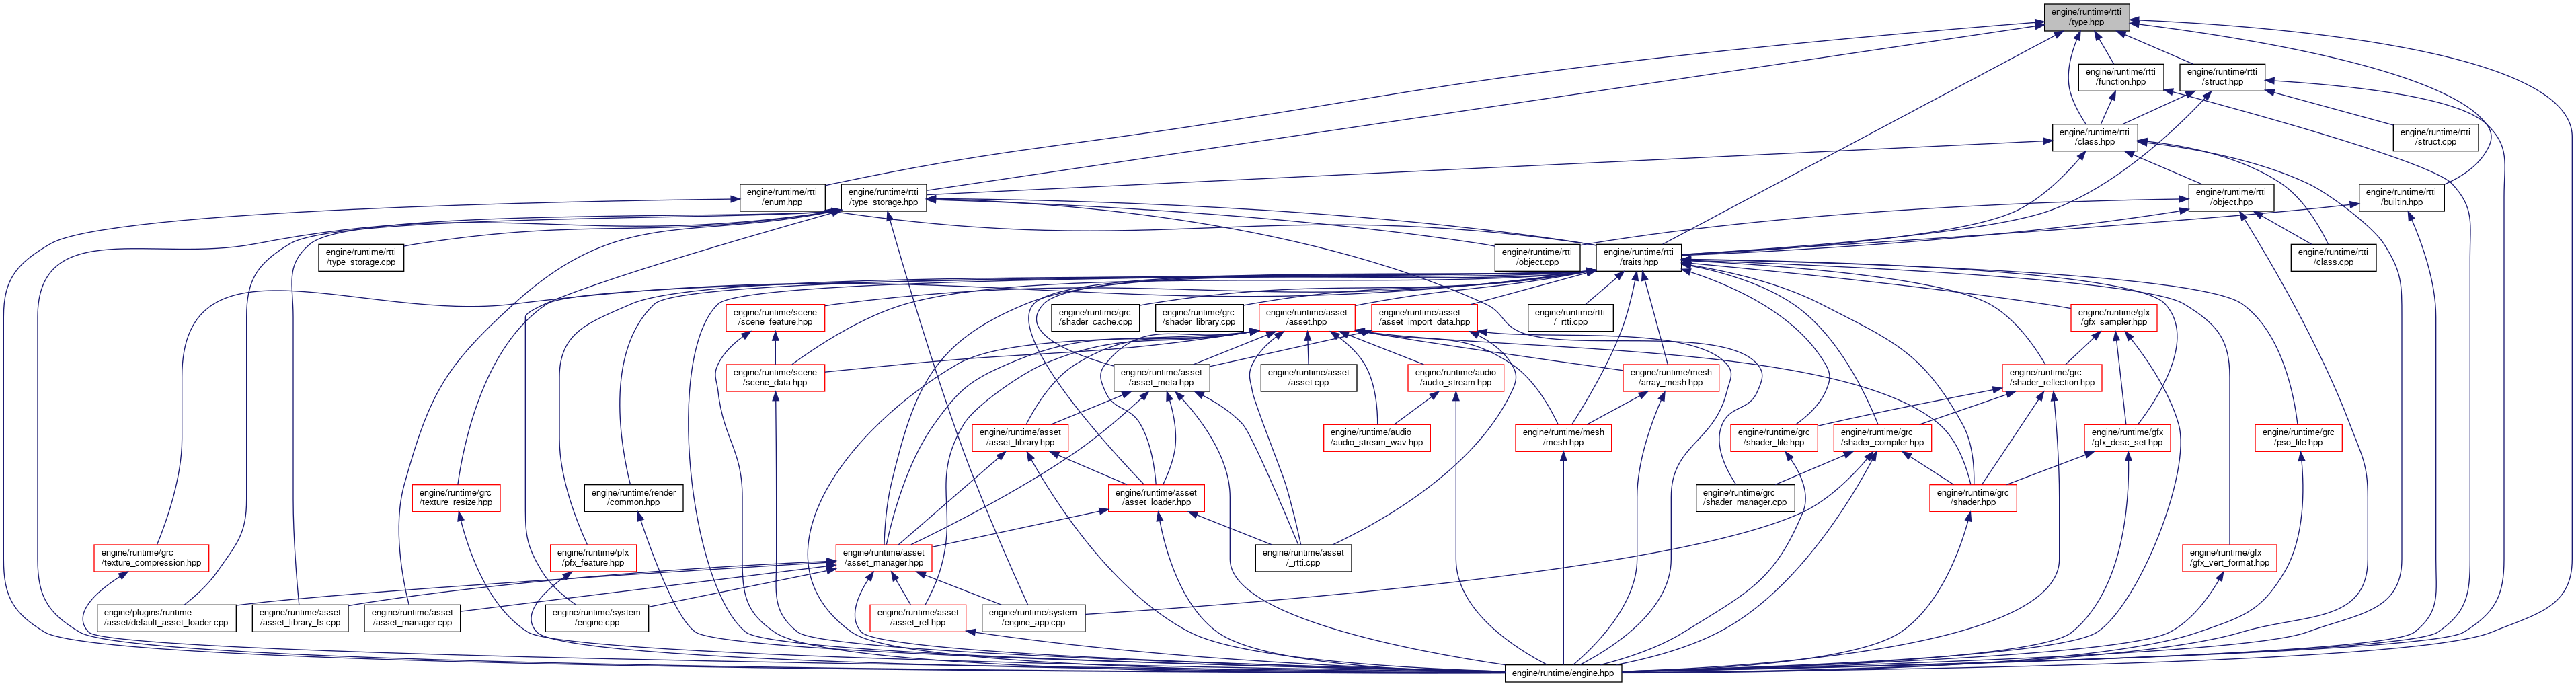 engine/runtime/rtti
/type.hpp
engine/runtime/rtti
/function.hpp
engine/runtime/rtti
/struct.hpp
engine/runtime/rtti
/class.hpp
engine/runtime/rtti
/struct.cpp
engine/runtime/rtti
/enum.hpp
engine/runtime/rtti
/type_storage.hpp
engine/runtime/rtti
/object.hpp
engine/runtime/rtti
/builtin.hpp
engine/runtime/rtti
/type_storage.cpp
engine/runtime/rtti
/object.cpp
engine/runtime/rtti
/traits.hpp
engine/runtime/rtti
/class.cpp
engine/runtime/scene
/scene_feature.hpp
engine/runtime/grc
/shader_cache.cpp
engine/runtime/grc
/shader_library.cpp
engine/runtime/asset
/asset.hpp
engine/runtime/asset
/asset_import_data.hpp
engine/runtime/rtti
/_rtti.cpp
engine/runtime/gfx
/gfx_sampler.hpp
engine/runtime/scene
/scene_data.hpp
engine/runtime/asset
/asset_meta.hpp
engine/runtime/asset
/asset.cpp
engine/runtime/audio
/audio_stream.hpp
engine/runtime/mesh
/array_mesh.hpp
engine/runtime/grc
/shader_reflection.hpp
engine/runtime/asset
/asset_library.hpp
engine/runtime/audio
/audio_stream_wav.hpp
engine/runtime/mesh
/mesh.hpp
engine/runtime/grc
/shader_file.hpp
engine/runtime/grc
/shader_compiler.hpp
engine/runtime/gfx
/gfx_desc_set.hpp
engine/runtime/grc
/pso_file.hpp
engine/runtime/grc
/texture_resize.hpp
engine/runtime/render
/common.hpp
engine/runtime/asset
/asset_loader.hpp
engine/runtime/grc
/shader_manager.cpp
engine/runtime/grc
/shader.hpp
engine/runtime/grc
/texture_compression.hpp
engine/runtime/pfx
/pfx_feature.hpp
engine/runtime/asset
/asset_manager.hpp
engine/runtime/asset
/_rtti.cpp
engine/runtime/gfx
/gfx_vert_format.hpp
engine/plugins/runtime
/asset/default_asset_loader.cpp
engine/runtime/asset
/asset_library_fs.cpp
engine/runtime/asset
/asset_manager.cpp
engine/runtime/system
/engine.cpp
engine/runtime/asset
/asset_ref.hpp
engine/runtime/system
/engine_app.cpp
engine/runtime/engine.hpp